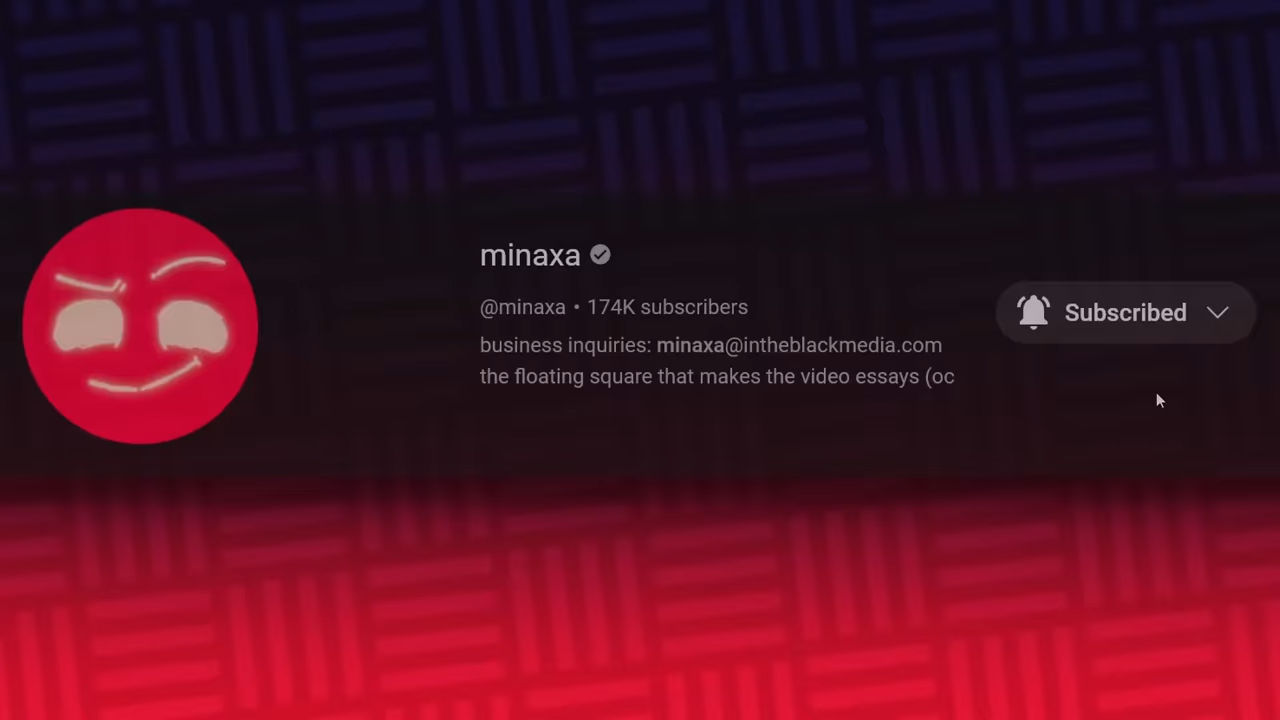 minaxa
@minaxa • 174K subscribers
Subscribed
business inquiries: minaxa@intheblackmedia.com
the floating square that makes the video essays (oc